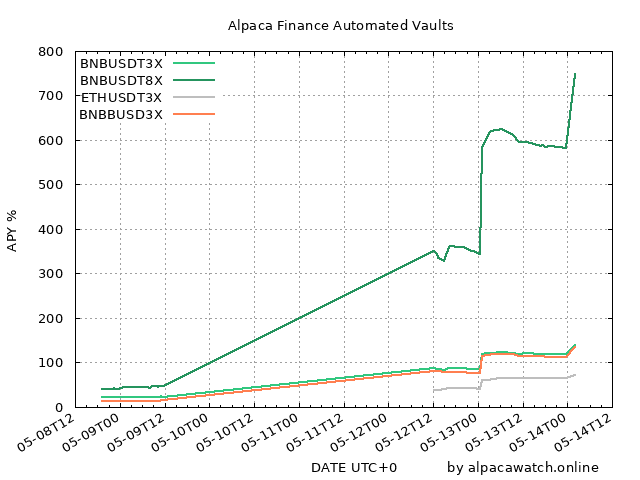 Alpaca Finance Automated Vaults
BNBUSDT3X
BNBUSDT8X
ETHUSDT3X
BNBBUSD3X
APY %
800
700
600
500
400
300
200
100
0
05-08T12
05-09T00
05-09T12
05-10T00
05-10T12
05-11T00
05-11T12
05-12T00
05-12T12
05-13T00
05-13T12
05-14T00
05-14T12
DATE UTC+0
by alpacawatch.online